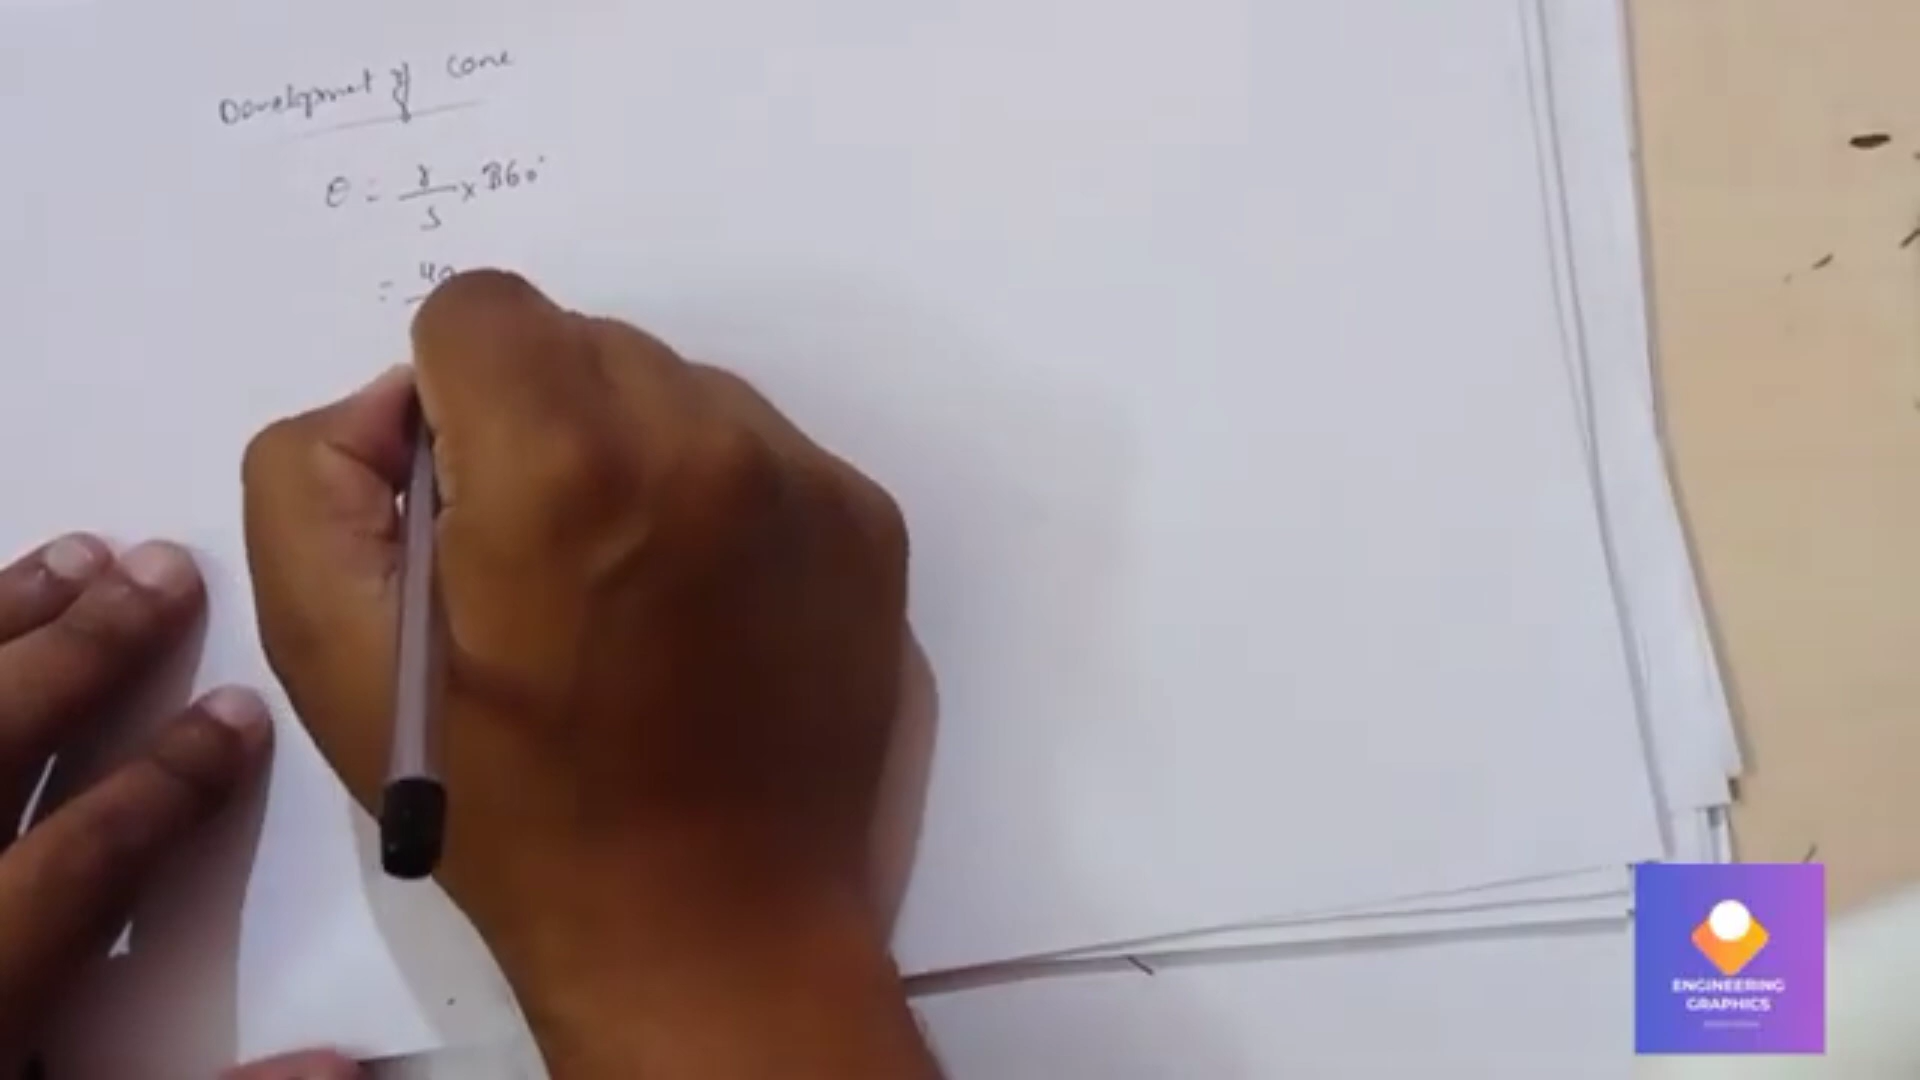 Development of Cone
θ = r/s x 360°
= 40
ENGINEERING
GRAPHICS